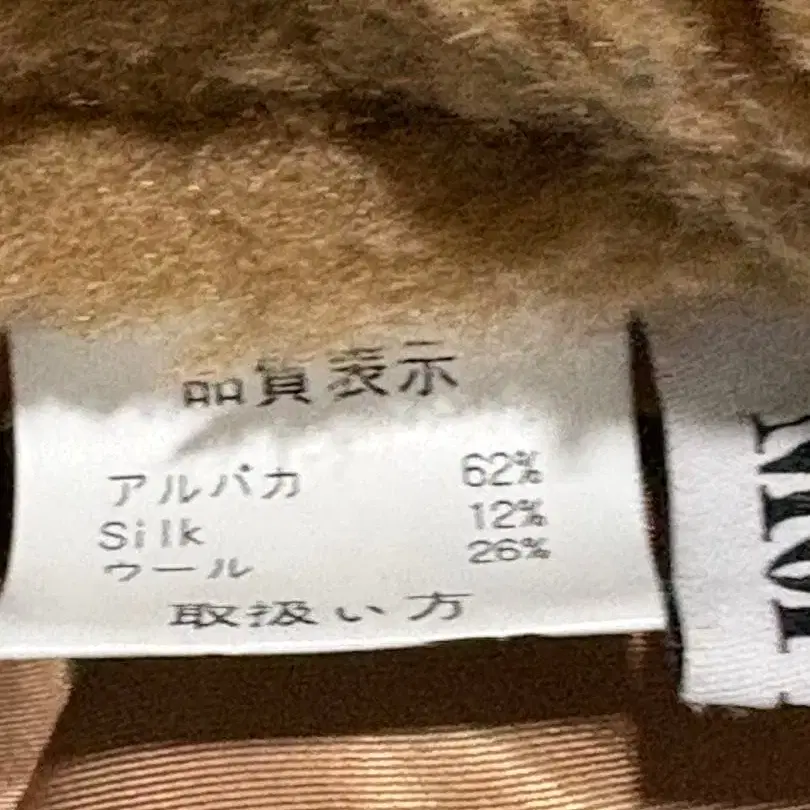 品質表示
アルパカ 62%
Silk 12%
ウール 26%
取扱い方